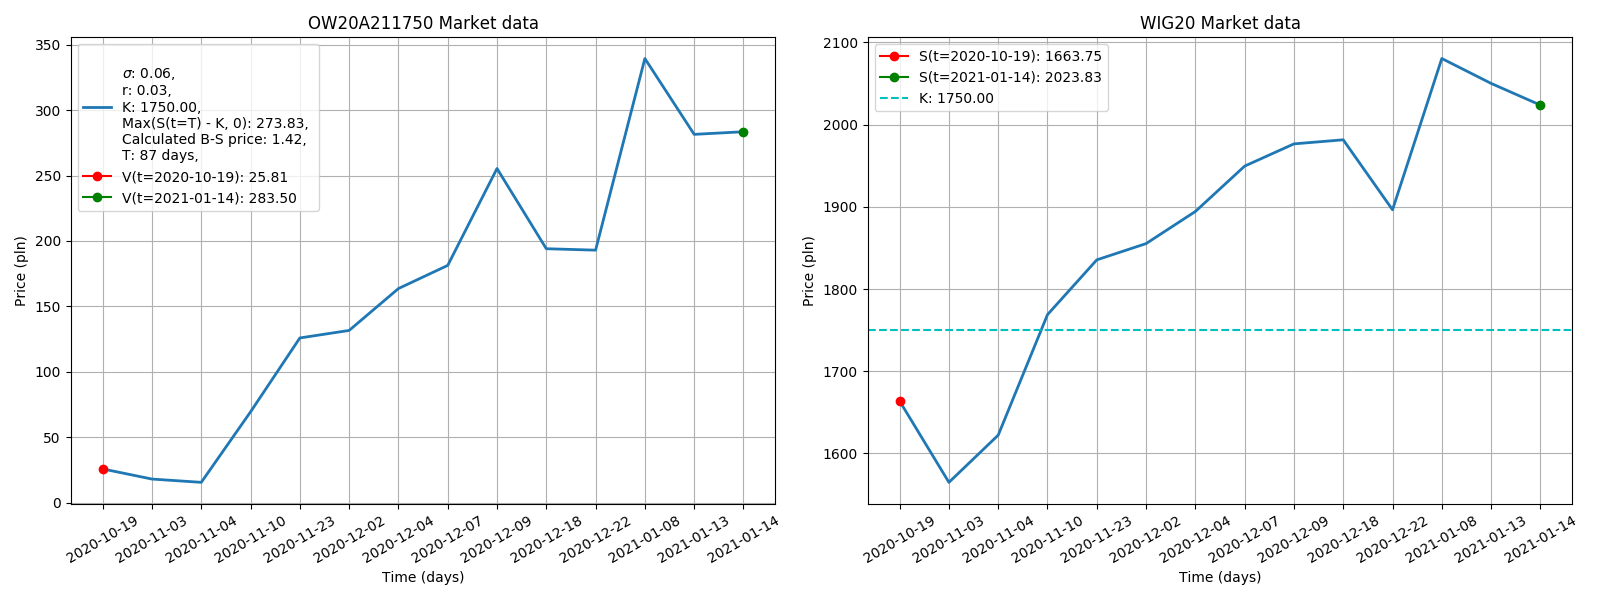 OW20A211750 Market data
350
300
250
200
150
100
50
0
Price (pln)
σ: 0.06,
r: 0.03,
K: 1750.00,
Max(S(t=T) - K, 0): 273.83,
Calculated B-S price: 1.42,
T: 87 days,
V(t=2020-10-19): 25.81
V(t=2021-01-14): 283.50
2020-10-19
2020-11-03
2020-11-04
2020-11-10
2020-11-23
2020-12-02
2020-12-04
2020-12-07
2020-12-09
2020-12-18
2020-12-22
2021-01-08
2021-01-13
2021-01-14
Time (days)
WIG20 Market data
2100
2000
1900
1800
1700
1600
Price (pln)
S(t=2020-10-19): 1663.75
S(t=2021-01-14): 2023.83
K: 1750.00
2020-10-19
2020-11-03
2020-11-04
2020-11-10
2020-11-23
2020-12-02
2020-12-04
2020-12-07
2020-12-09
2020-12-18
2020-12-22
2021-01-08
2021-01-13
2021-01-14
Time (days)